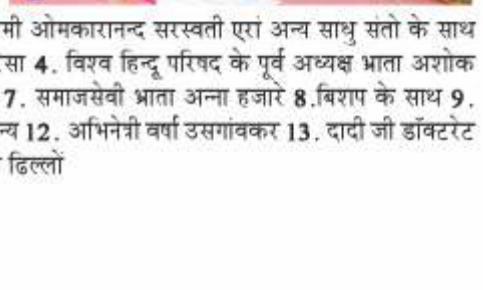 मी ओमकारानन्द सरस्वती एरां अन्य साधु संतो के साथ
सा 4. विश्व हिन्दू परिषद के पूर्व अध्यक्ष भ्राता अशोक
7. समाजसेवी भ्राता अन्ना हजारे 8.बिशप के साथ 9.
न्य 12. अभिनेत्री वर्षा उसगांवकर 13. दादी जी डॉक्टरेट
ढिल्लों